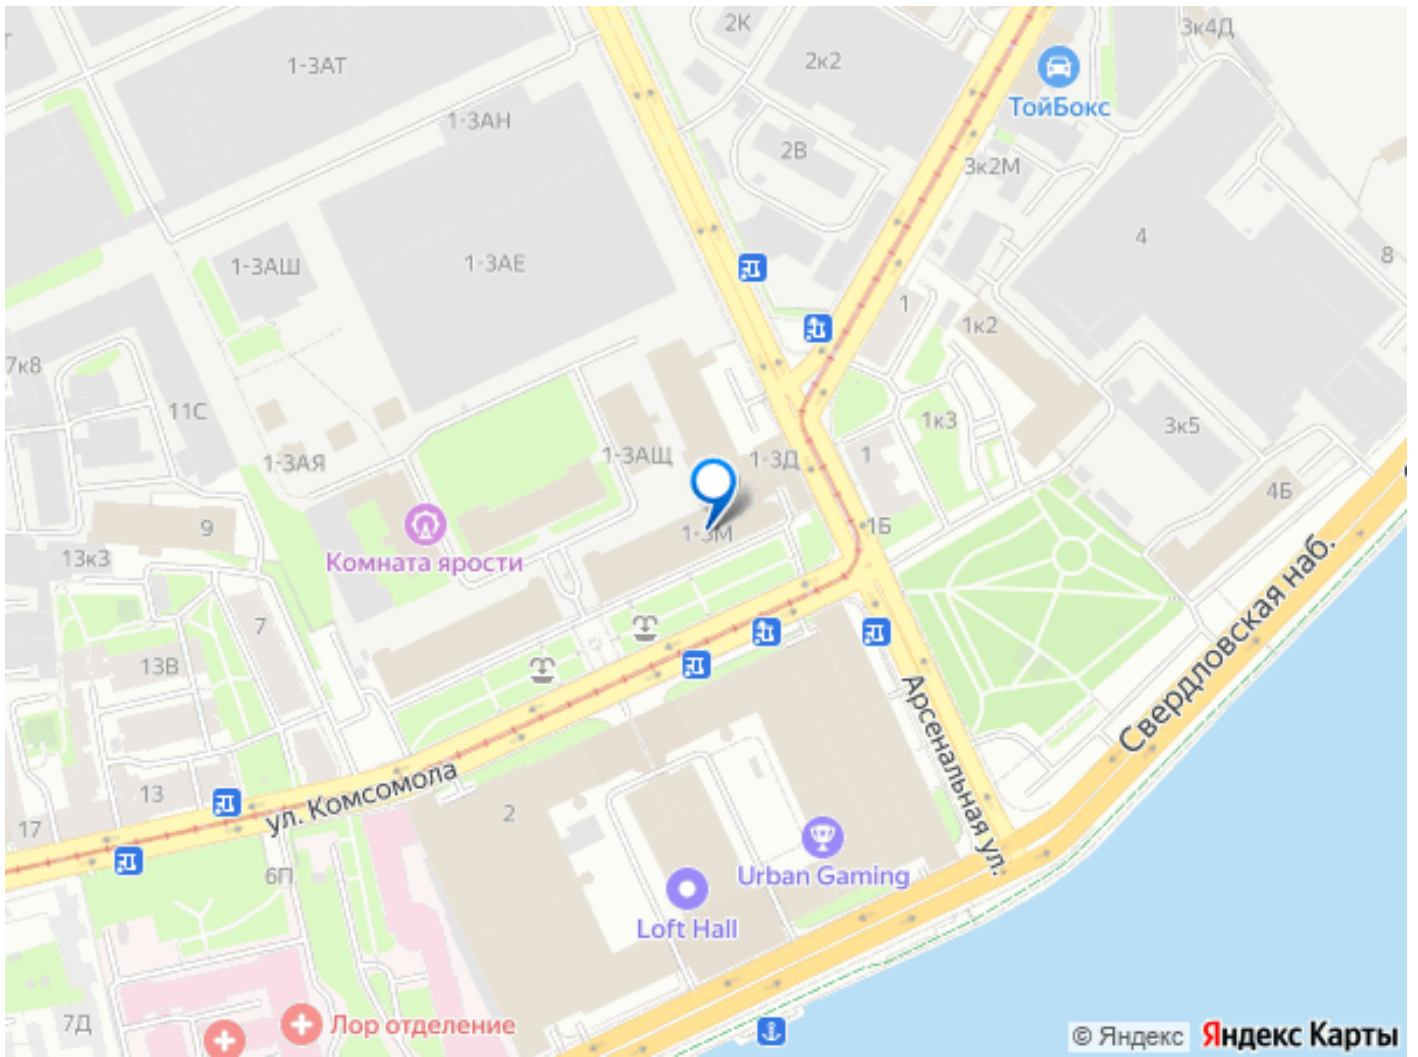 2К
3к4Д
2к2
1-3АТ
ТойБокс
1-3АН
2В
3к2М
4
8
1-3АШ
1-3АЕ
1
1к2
7к8
11С
1к3
3к5
1-3АЩ
1-3Д
1
1-3АЯ
4Б
9
1Б
1-3М
Комната ярости
13к3
7
13В
Свердловская наб.
Арсенальная ул.
ул. Комсомола
13
2
17
6П
Urban Gaming
Loft Hall
7Д
Лор отделение
© Яндекс Яндекс Карты